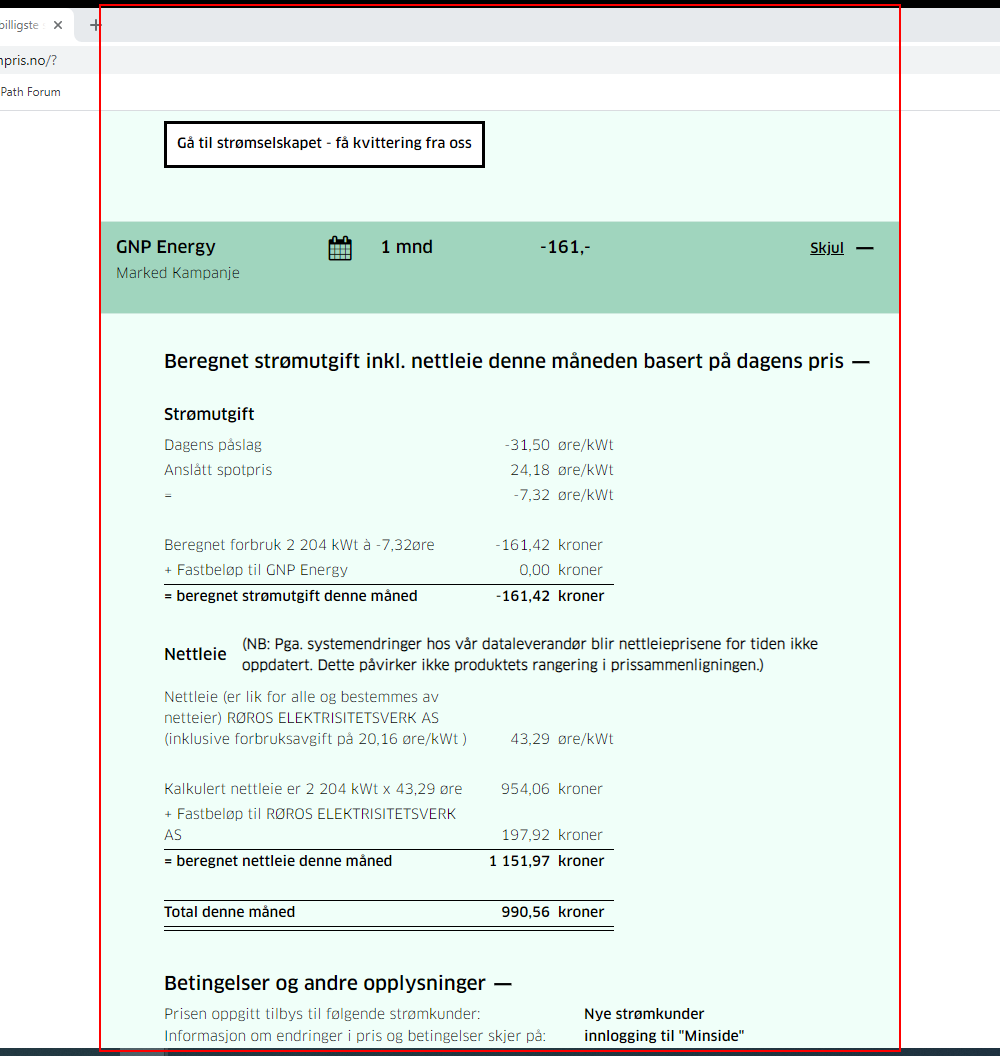 billigste
npris.no/?
Path Forum
Gå til strømselskapet - få kvittering fra oss
GNP Energy 1 mnd -161,- Skjul
Marked Kampanje
Beregnet strømutgift inkl. nettleie denne måneden basert på dagens pris
Strømutgift
Dagens påslag -31,50 øre/kWt
Anslått spotpris 24,18 øre/kWt
= -7,32 øre/kWt
Beregnet forbruk 2 204 kWt à -7,32øre -161,42 kroner
+ Fastbeløp til GNP Energy 0,00 kroner
= beregnet strømutgift denne måned -161,42 kroner
Nettleie (NB: Pga. systemendringer hos vår dataleverandør blir nettleieprisene for tiden ikke
oppdatert. Dette påvirker ikke produktets rangering i prissammenligningen.)
Nettleie (er lik for alle og bestemmes av
netteier) RØROS ELEKTRISITETSVERK AS
(inklusive forbruksavgift på 20,16 øre/kWt ) 43,29 øre/kWt
Kalkulert nettleie er 2 204 kWt x 43,29 øre 954,06 kroner
+ Fastbeløp til RØROS ELEKTRISITETSVERK
AS 197,92 kroner
= beregnet nettleie denne måned 1 151,97 kroner
Total denne måned 990,56 kroner
Betingelser og andre opplysninger
Prisen oppgitt tilbys til følgende strømkunder: Nye strømkunder
Informasjon om endringer i pris og betingelser skjer på: innlogging til "Minside"